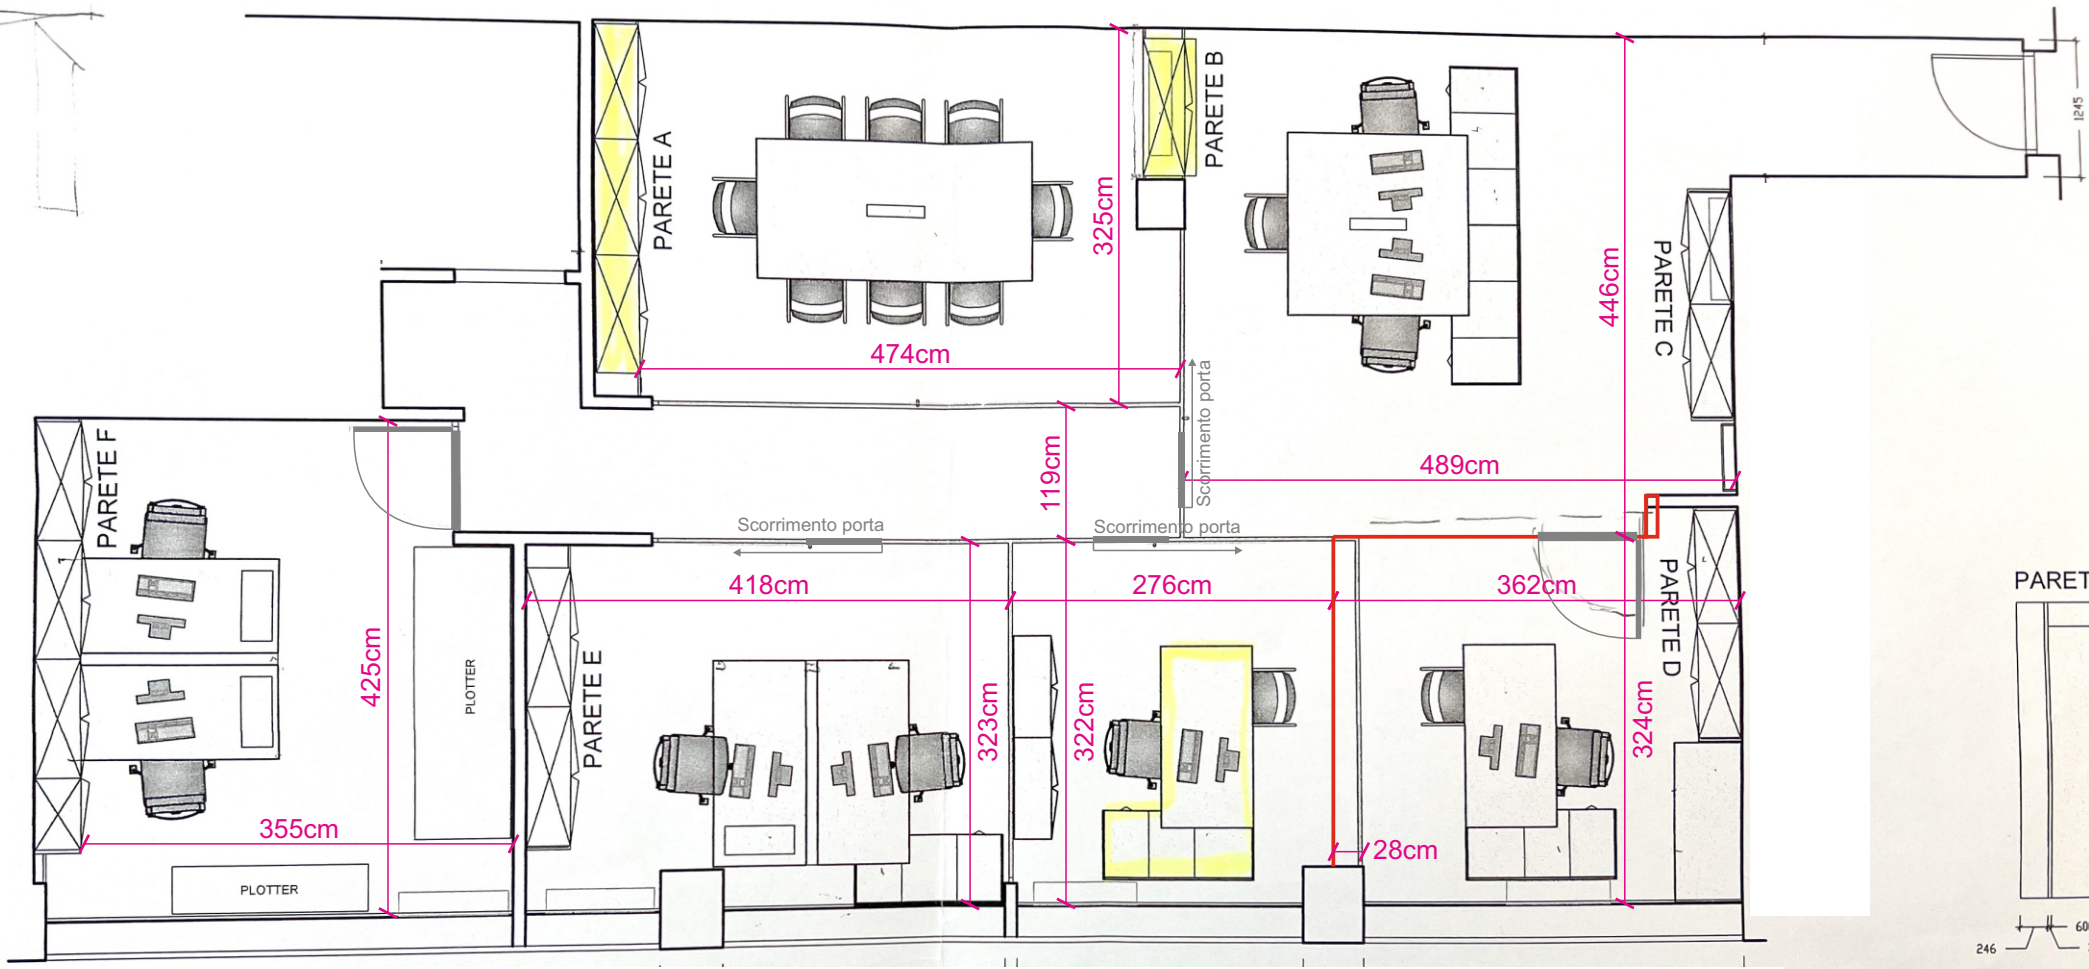 PARETE B
PARETE A
325cm
1245
446cm
PARETE C
474cm
Scorrimento porta
PARETE F
119cm
489cm
Scorrimento porta
Scorrimento porta
418cm
276cm
362cm
PARETE D
PARET
425cm
PLOTTER
PARETE E
323cm
322cm
324cm
355cm
28cm
PLOTTER
246